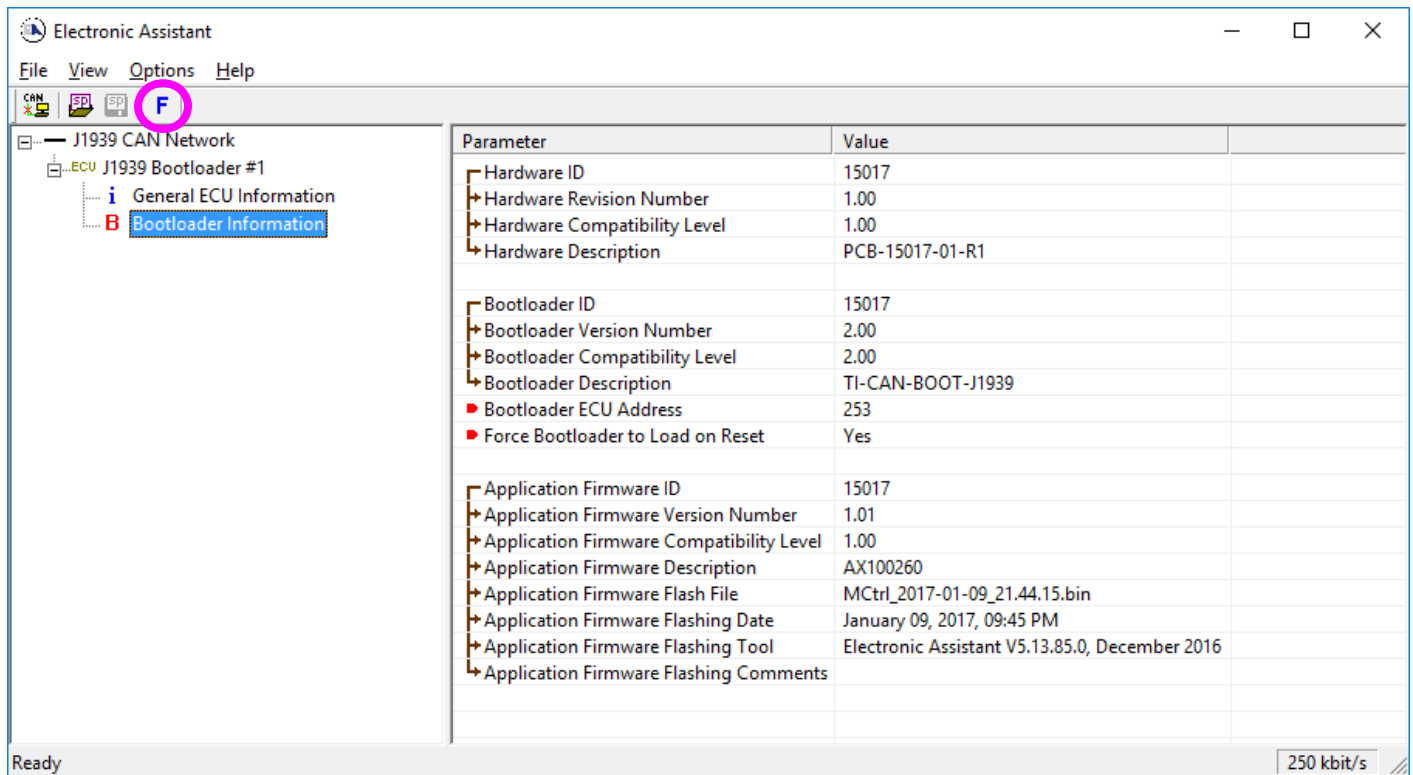 Electronic Assistant
File View Options Help
CAN SP SP F
J1939 CAN Network
ECU J1939 Bootloader #1
i General ECU Information
B Bootloader Information
Parameter Value
Hardware ID 15017
Hardware Revision Number 1.00
Hardware Compatibility Level 1.00
Hardware Description PCB-15017-01-R1
Bootloader ID 15017
Bootloader Version Number 2.00
Bootloader Compatibility Level 2.00
Bootloader Description TI-CAN-BOOT-J1939
Bootloader ECU Address 253
Force Bootloader to Load on Reset Yes
Application Firmware ID 15017
Application Firmware Version Number 1.01
Application Firmware Compatibility Level 1.00
Application Firmware Description AX100260
Application Firmware Flash File MCtrl_2017-01-09_21.44.15.bin
Application Firmware Flashing Date January 09, 2017, 09:45 PM
Application Firmware Flashing Tool Electronic Assistant V5.13.85.0, December 2016
Application Firmware Flashing Comments
Ready 250 kbit/s